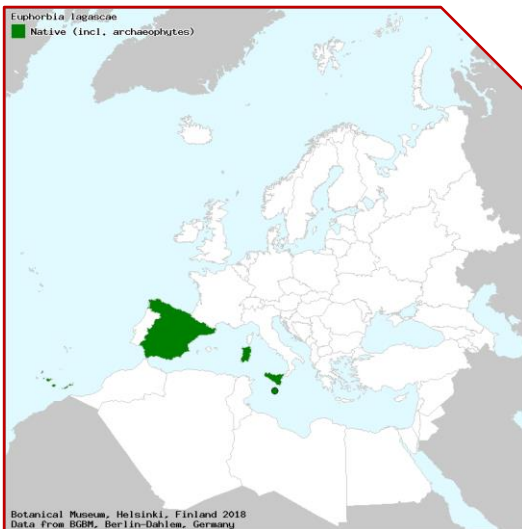 Euphorbia lagascae
Native (incl. archaeophytes)
Botanical Museum, Helsinki, Finland 2018
Data from BGBM, Berlin-Dahlem, Germany